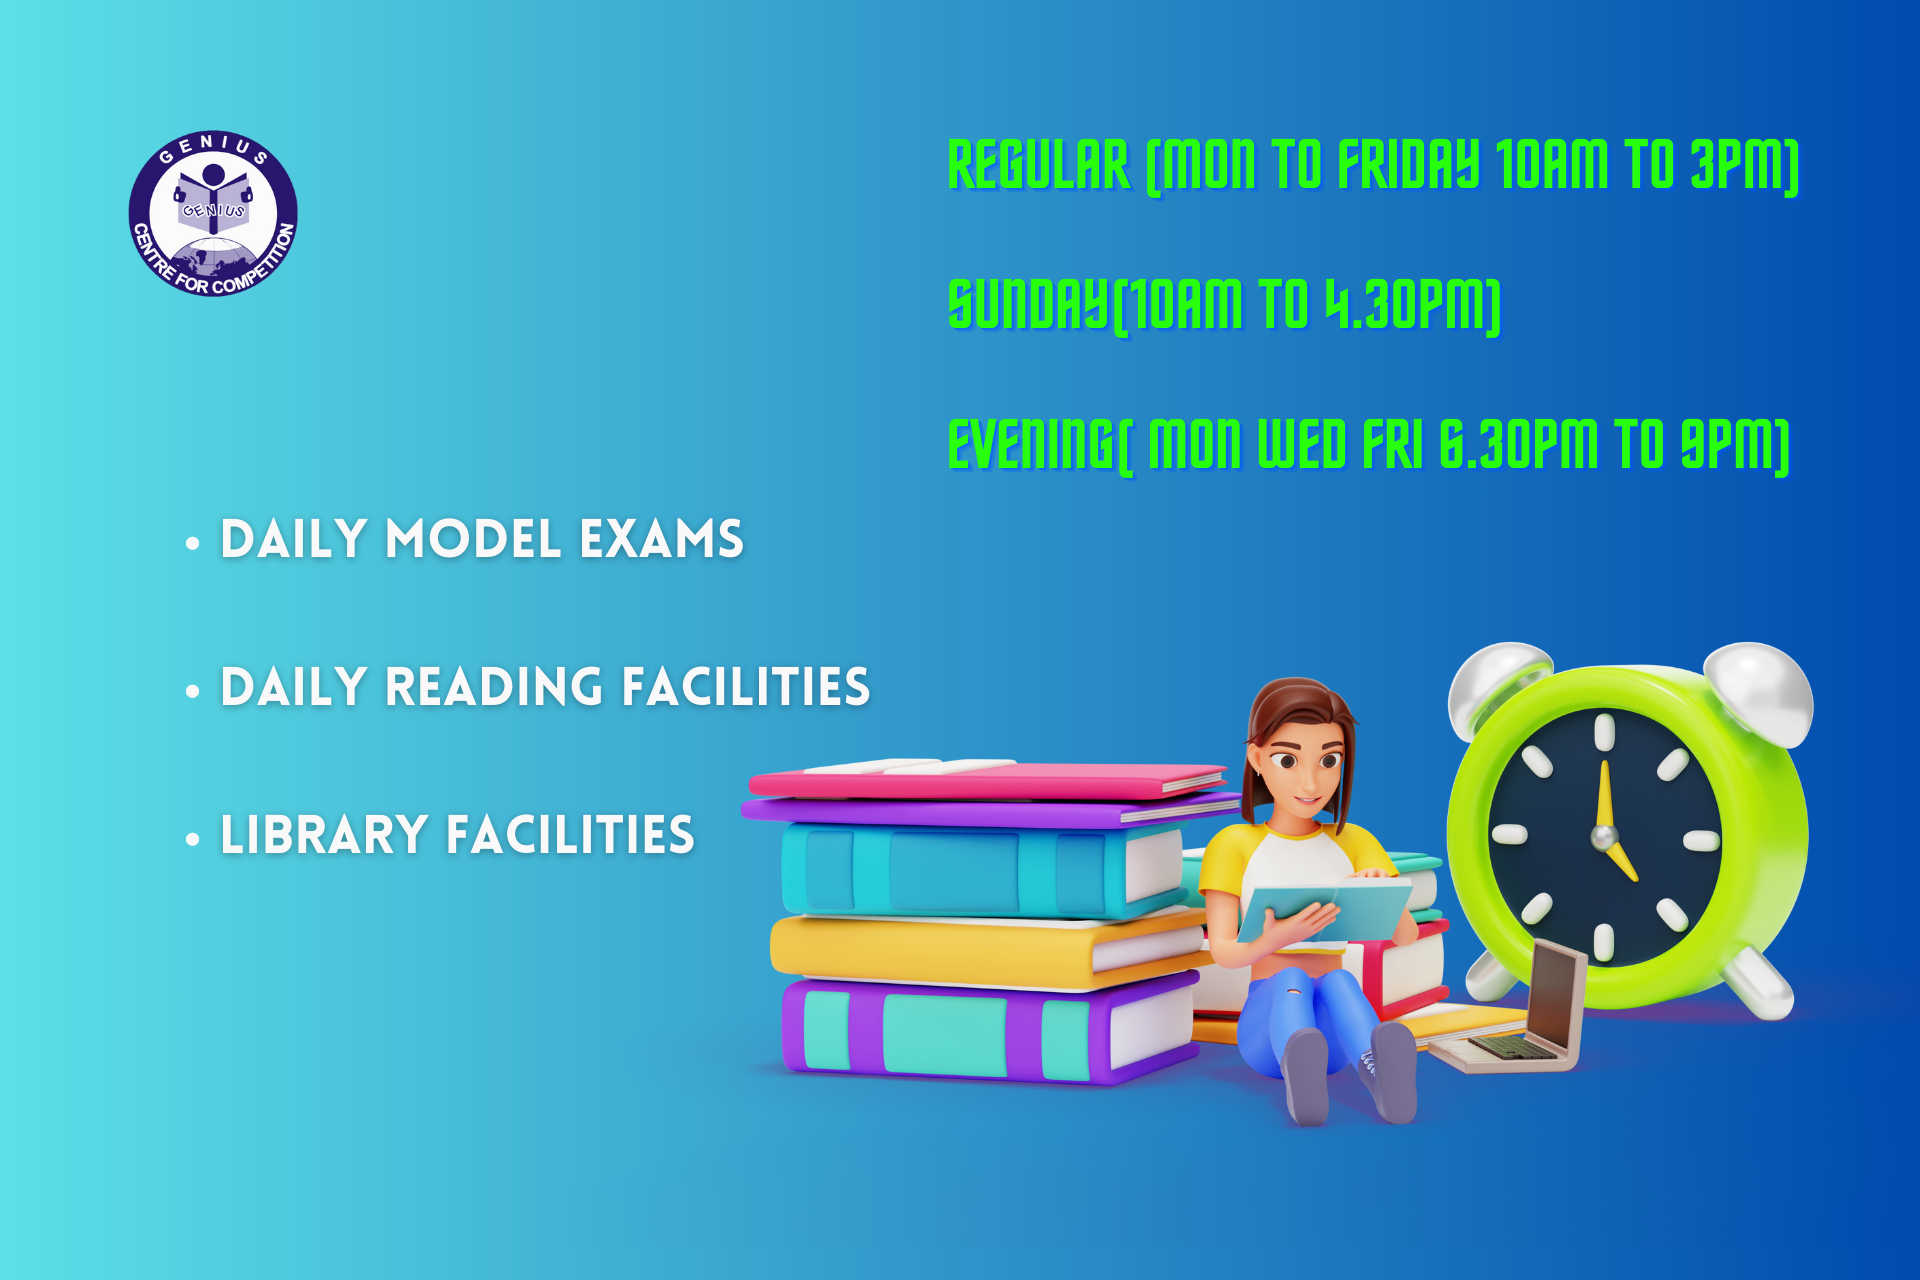 GENIUS
GENIUS
CENTRE FOR COMPETITION
REGULAR (MON TO FRIDAY 10AM TO 3PM)
SUNDAY(10AM TO 4.30PM)
EVENING( MON WED FRI 6.30PM TO 9PM)
• DAILY MODEL EXAMS
• DAILY READING FACILITIES
• LIBRARY FACILITIES